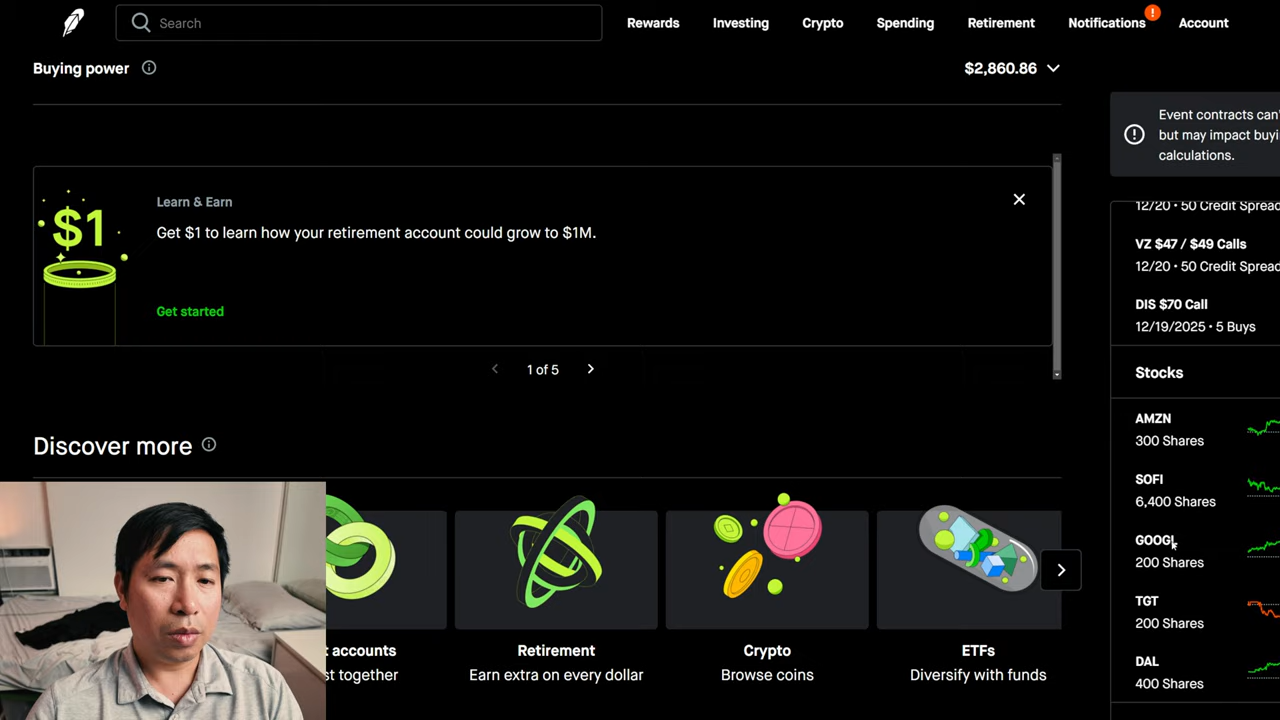 Search
Rewards
Investing
Crypto
Spending
Retirement
Notifications
!
Account
Buying power
$2,860.86
Event contracts can'
but may impact buyi
calculations.
$1
Learn & Earn
Get $1 to learn how your retirement account could grow to $1M.
Get started
1 of 5
12/20 • 50 Credit Spread
VZ $47 / $49 Calls
12/20 • 50 Credit Spread
DIS $70 Call
12/19/2025 • 5 Buys
Stocks
AMZN
300 Shares
SOFI
6,400 Shares
GOOGL
200 Shares
TGT
200 Shares
DAL
400 Shares
Discover more
t accounts
st together
Retirement
Earn extra on every dollar
Crypto
Browse coins
ETFs
Diversify with funds